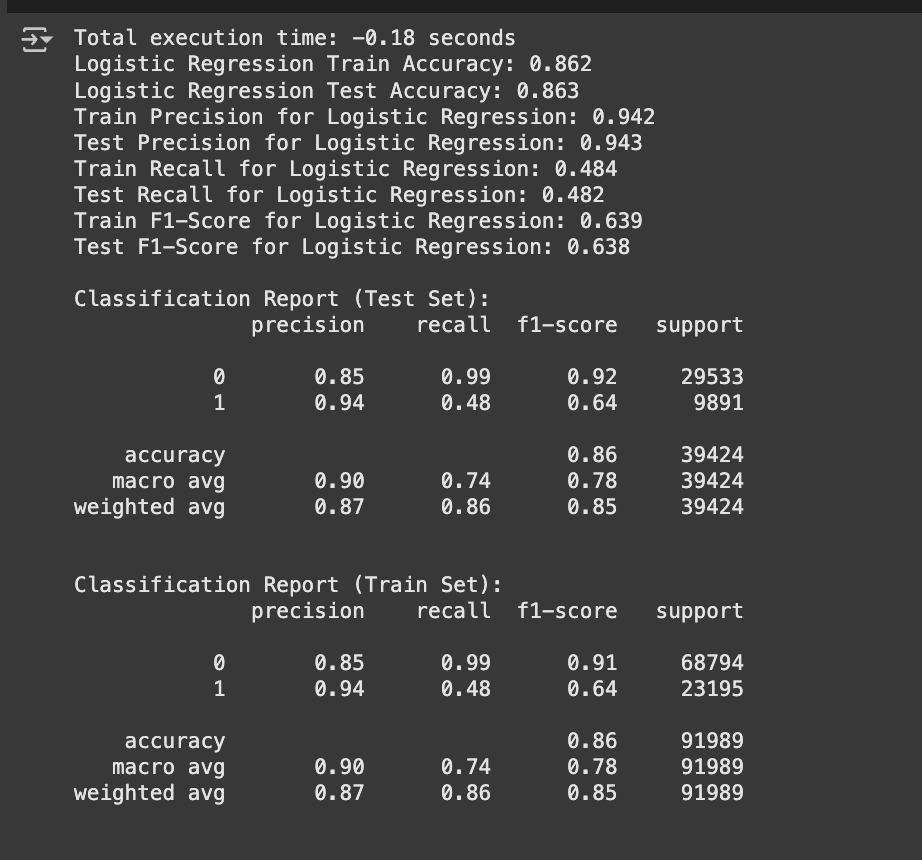 Total execution time: -0.18 seconds
Logistic Regression Train Accuracy: 0.862
Logistic Regression Test Accuracy: 0.863
Train Precision for Logistic Regression: 0.942
Test Precision for Logistic Regression: 0.943
Train Recall for Logistic Regression: 0.484
Test Recall for Logistic Regression: 0.482
Train F1-Score for Logistic Regression: 0.639
Test F1-Score for Logistic Regression: 0.638

Classification Report (Test Set):
              precision    recall  f1-score   support

           0       0.85      0.99      0.92     29533
           1       0.94      0.48      0.64      9891

    accuracy                           0.86     39424
   macro avg       0.90      0.74      0.78     39424
weighted avg       0.87      0.86      0.85     39424


Classification Report (Train Set):
              precision    recall  f1-score   support

           0       0.85      0.99      0.91     68794
           1       0.94      0.48      0.64     23195

    accuracy                           0.86     91989
   macro avg       0.90      0.74      0.78     91989
weighted avg       0.87      0.86      0.85     91989